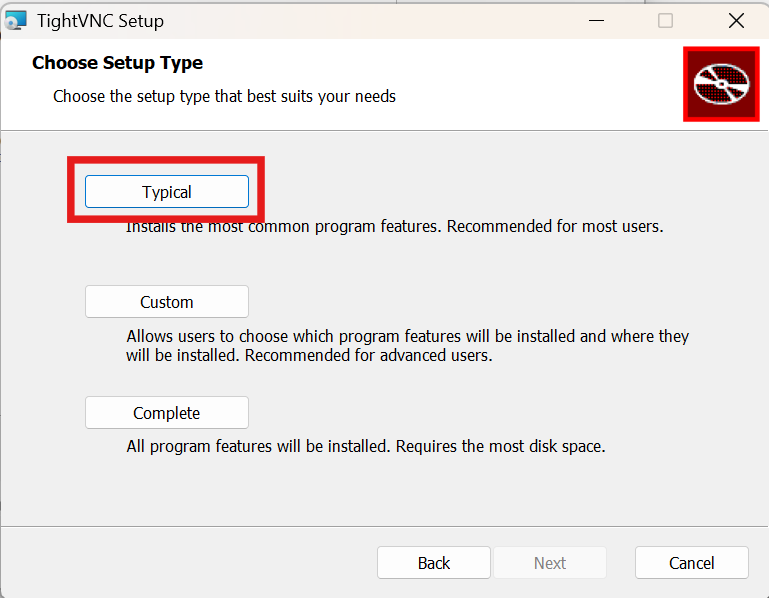 TightVNC Setup
Choose Setup Type
Choose the setup type that best suits your needs
Typical
Installs the most common program features. Recommended for most users.
Custom
Allows users to choose which program features will be installed and where they
will be installed. Recommended for advanced users.
Complete
All program features will be installed. Requires the most disk space.
Back
Next
Cancel